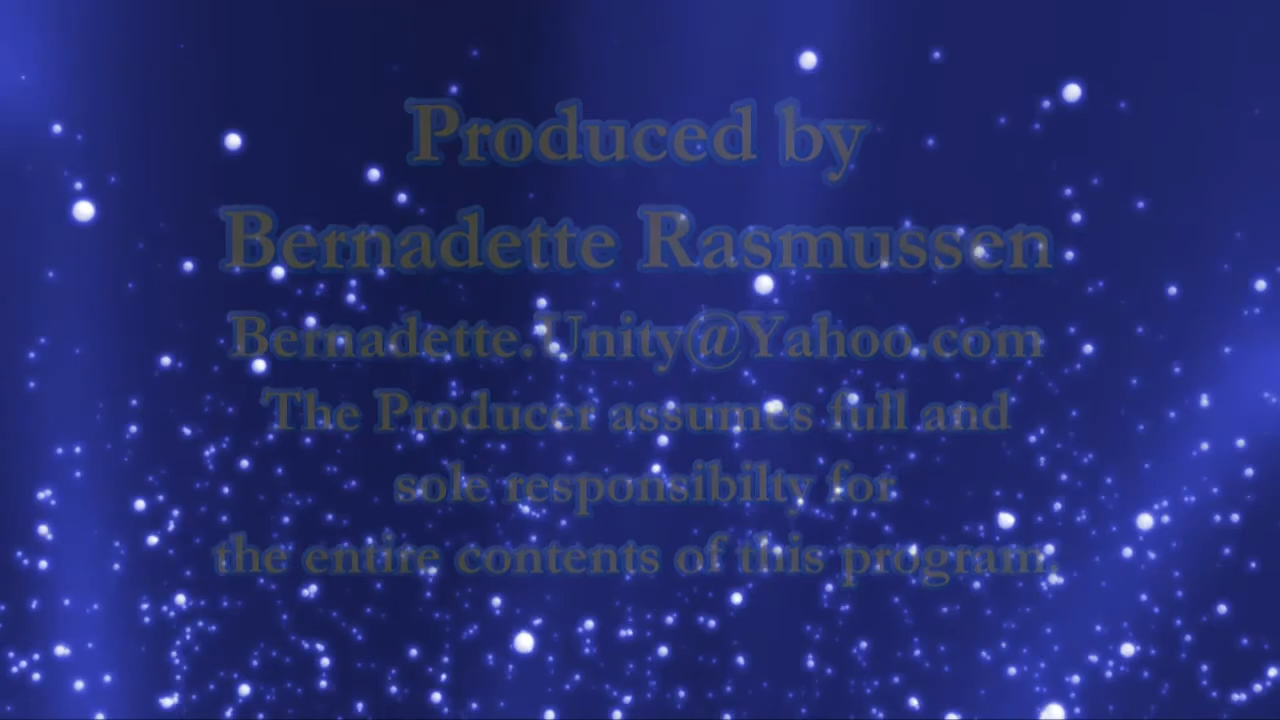 Produced by
Bernadette Rasmussen
Bernadette.Unity@Yahoo.com
The Producer assumes full and
sole responsibilty for
the entire contents of this program.